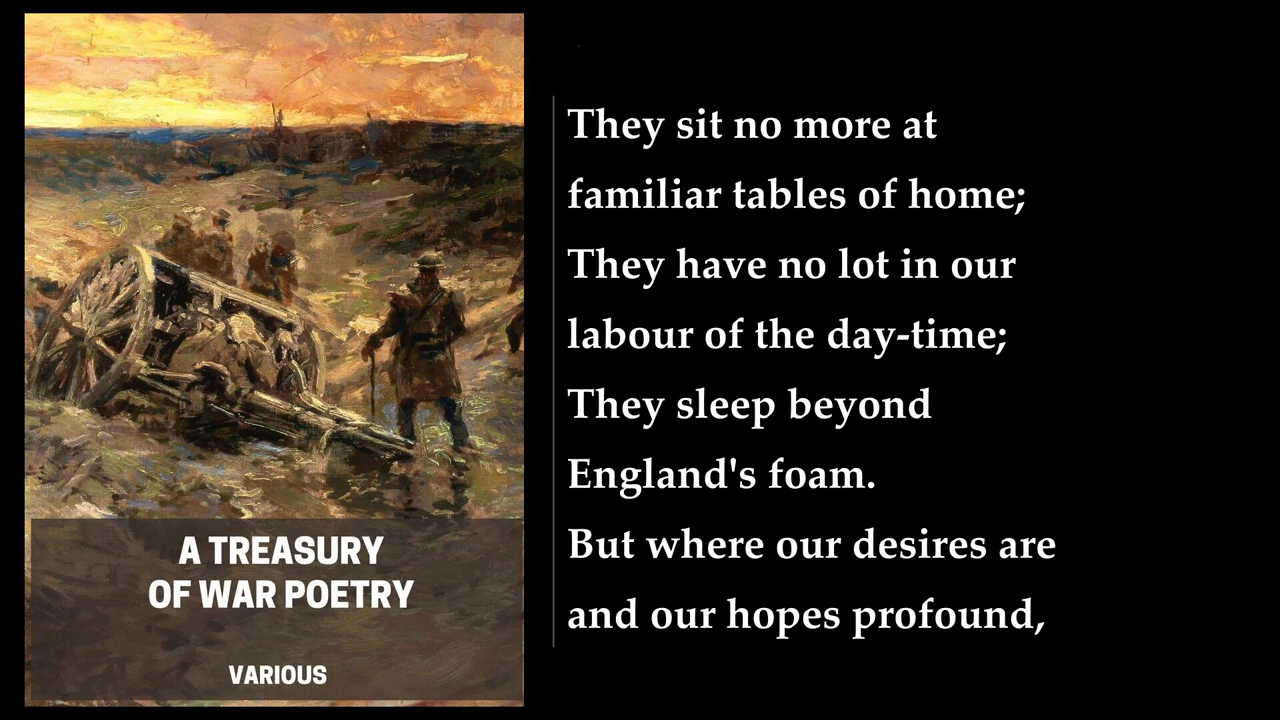 A TREASURY
OF WAR POETRY
VARIOUS
They sit no more at
familiar tables of home;
They have no lot in our
labour of the day-time;
They sleep beyond
England's foam.
But where our desires are
and our hopes profound,